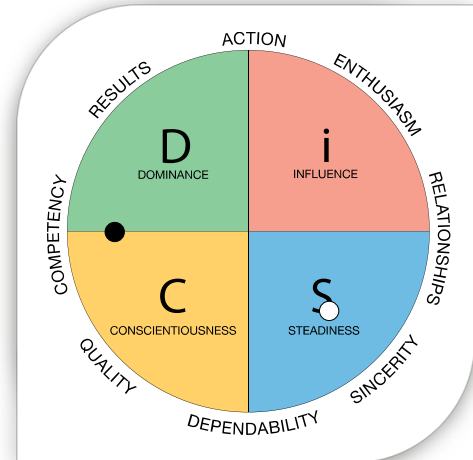 ACTION
RESULTS
ENTHUSIASM
D
DOMINANCE
i
INFLUENCE
COMPETENCY
RELATIONSHIPS
C
CONSCIENTIOUSNESS
S
STEADINESS
QUALITY
SINCERITY
DEPENDABILITY